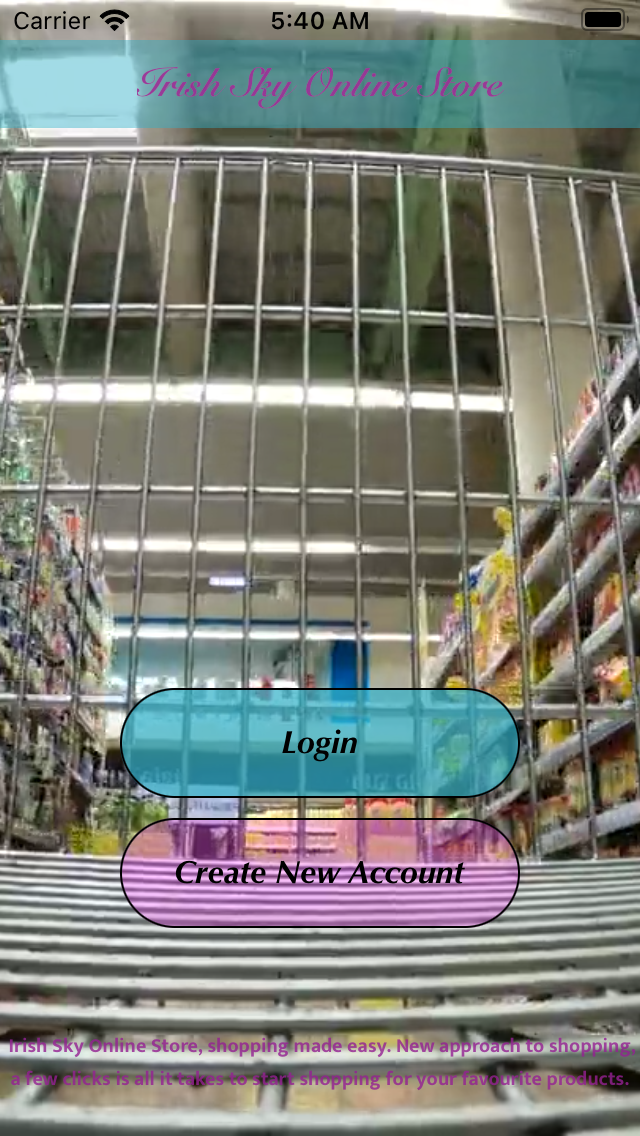 Carrier 5:40 AM
Irish Sky Online Store
Login
Create New Account
Irish Sky Online Store, shopping made easy. New approach to shopping,
a few clicks is all it takes to start shopping for your favourite products.